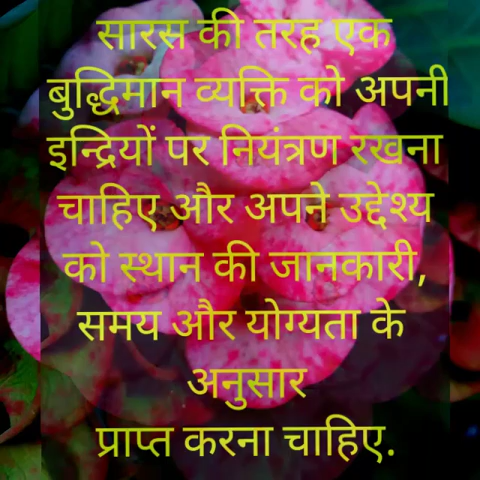 सारस की तरह एक
बुद्धिमान व्यक्ति को अपनी
इन्द्रियों पर नियंत्रण रखना
चाहिए और अपने उद्देश्य
को स्थान की जानकारी,
समय और योग्यता के
अनुसार
प्राप्त करना चाहिए.